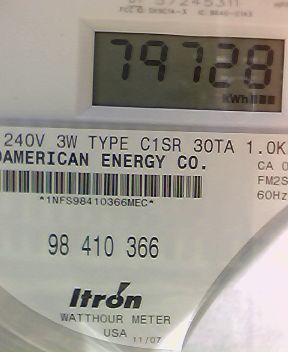 79728
KWh
240V 3W TYPE C1SR 30TA 1.0K
AMERICAN ENERGY CO.
CA 0
FM2S
60Hz
*1NFS98410366MEC*
98 410 366
Itron
WATTHOUR METER
USA 11/07